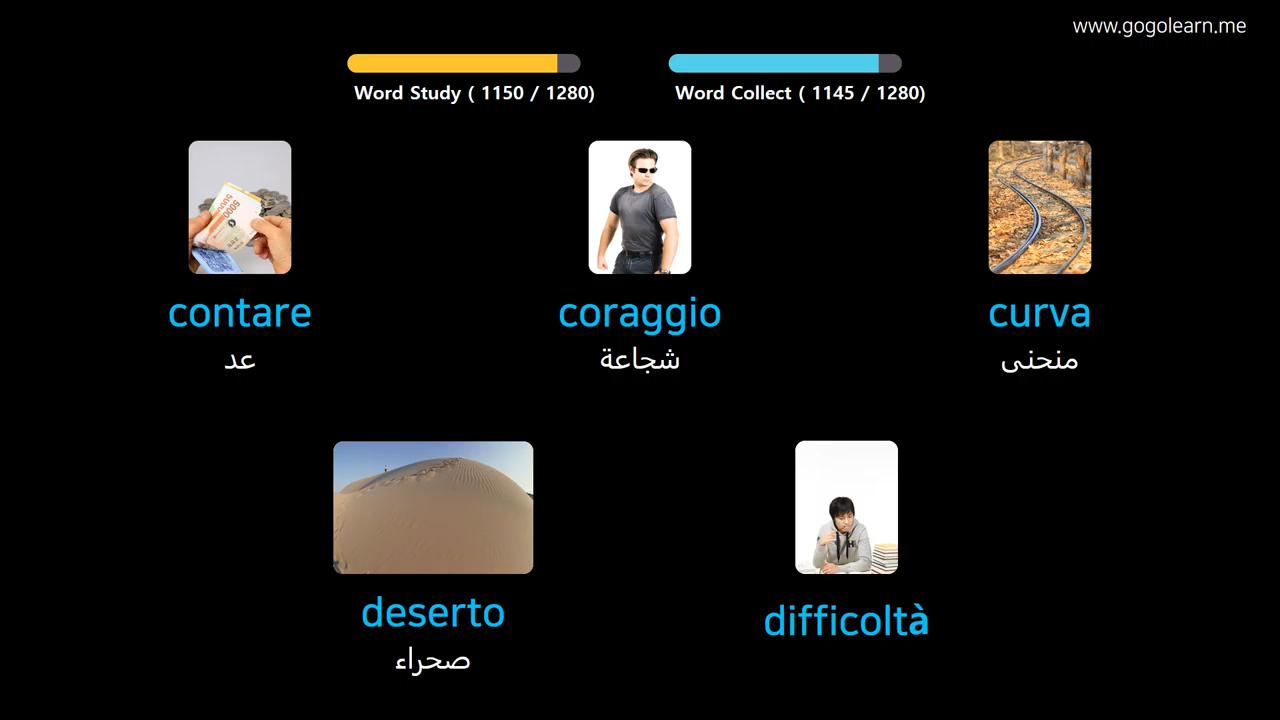 www.gogolearn.me
Word Study ( 1150 / 1280)
Word Collect ( 1145 / 1280)
contare
عد
coraggio
شجاعة
curva
منحنى
deserto
صحراء
difficoltà